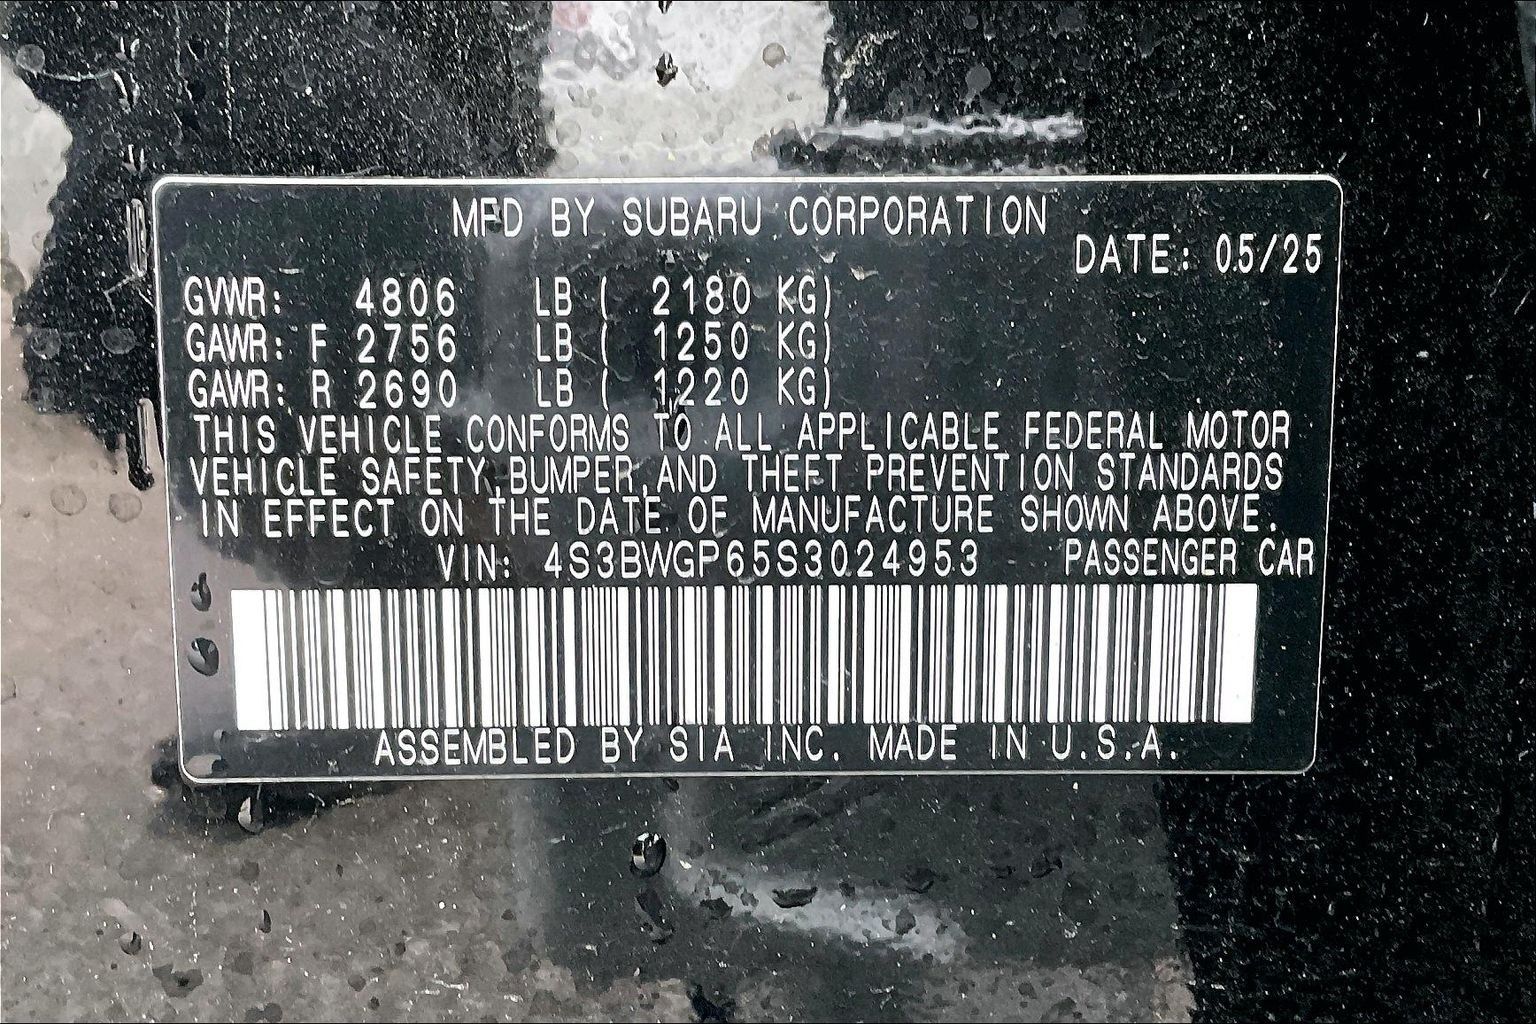 MFD BY SUBARU CORPORATION
DATE: 05/25
GVWR: 4806 LB ( 2180 KG)
GAWR: F 2756 LB ( 1250 KG)
GAWR: R 2690 LB ( 1220 KG)
THIS VEHICLE CONFORMS TO ALL APPLICABLE FEDERAL MOTOR
VEHICLE SAFETY,BUMPER,AND THEFT PREVENTION STANDARDS
IN EFFECT ON THE DATE OF MANUFACTURE SHOWN ABOVE.
VIN: 4S3BWGP65S3024953 PASSENGER CAR
ASSEMBLED BY SIA INC. MADE IN U.S.A.